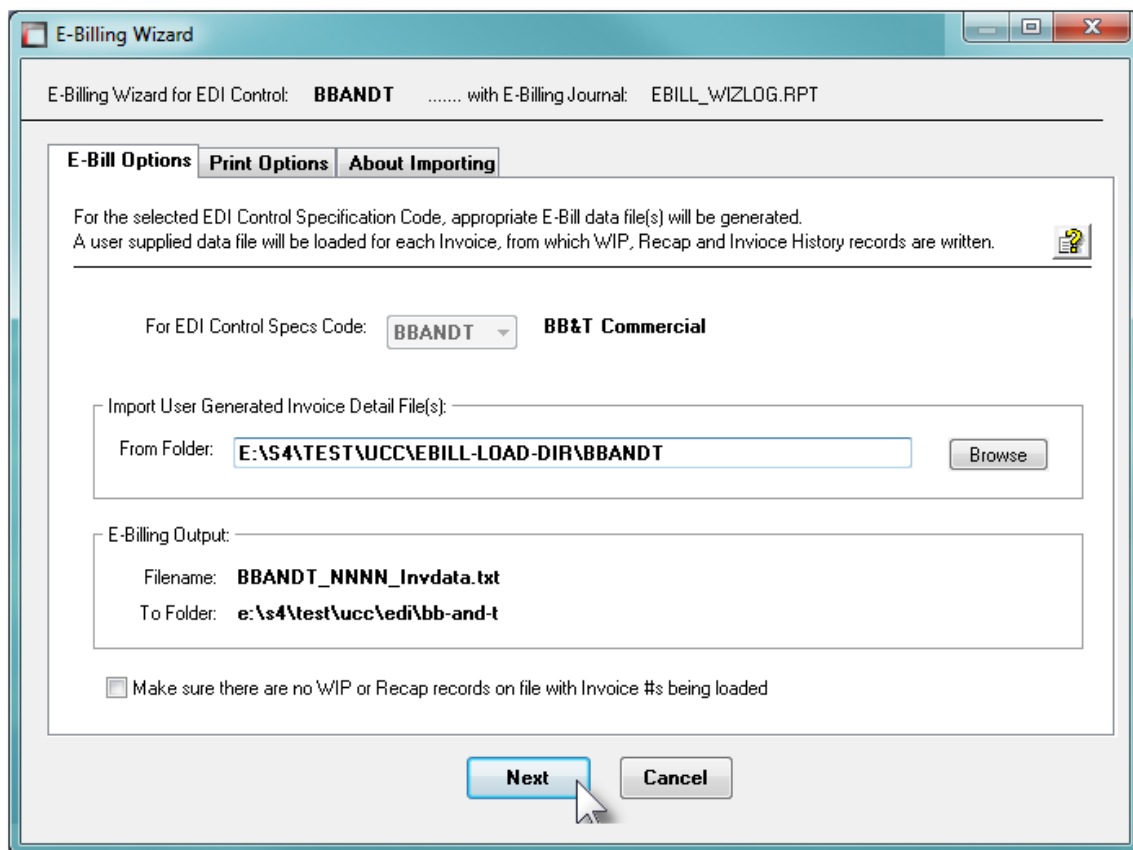 E-Billing Wizard
E-Billing Wizard for EDI Control: BBANDT ....... with E-Billing Journal: EBILL_WIZLOG.RPT
E-Bill Options Print Options About Importing
For the selected EDI Control Specification Code, appropriate E-Bill data file(s) will be generated.
A user supplied data file will be loaded for each Invoice, from which WIP, Recap and Invioce History records are written.
For EDI Control Specs Code: BBANDT BB&T Commercial
Import User Generated Invoice Detail File(s):
From Folder: E:\S4\TEST\UCC\EBILL-LOAD-DIR\BBANDT Browse
E-Billing Output:
Filename: BBANDT_NNNN_Invdata.txt
To Folder: e:\s4\test\ucc\edi\bb-and-t
Make sure there are no WIP or Recap records on file with Invoice #s being loaded
Next Cancel